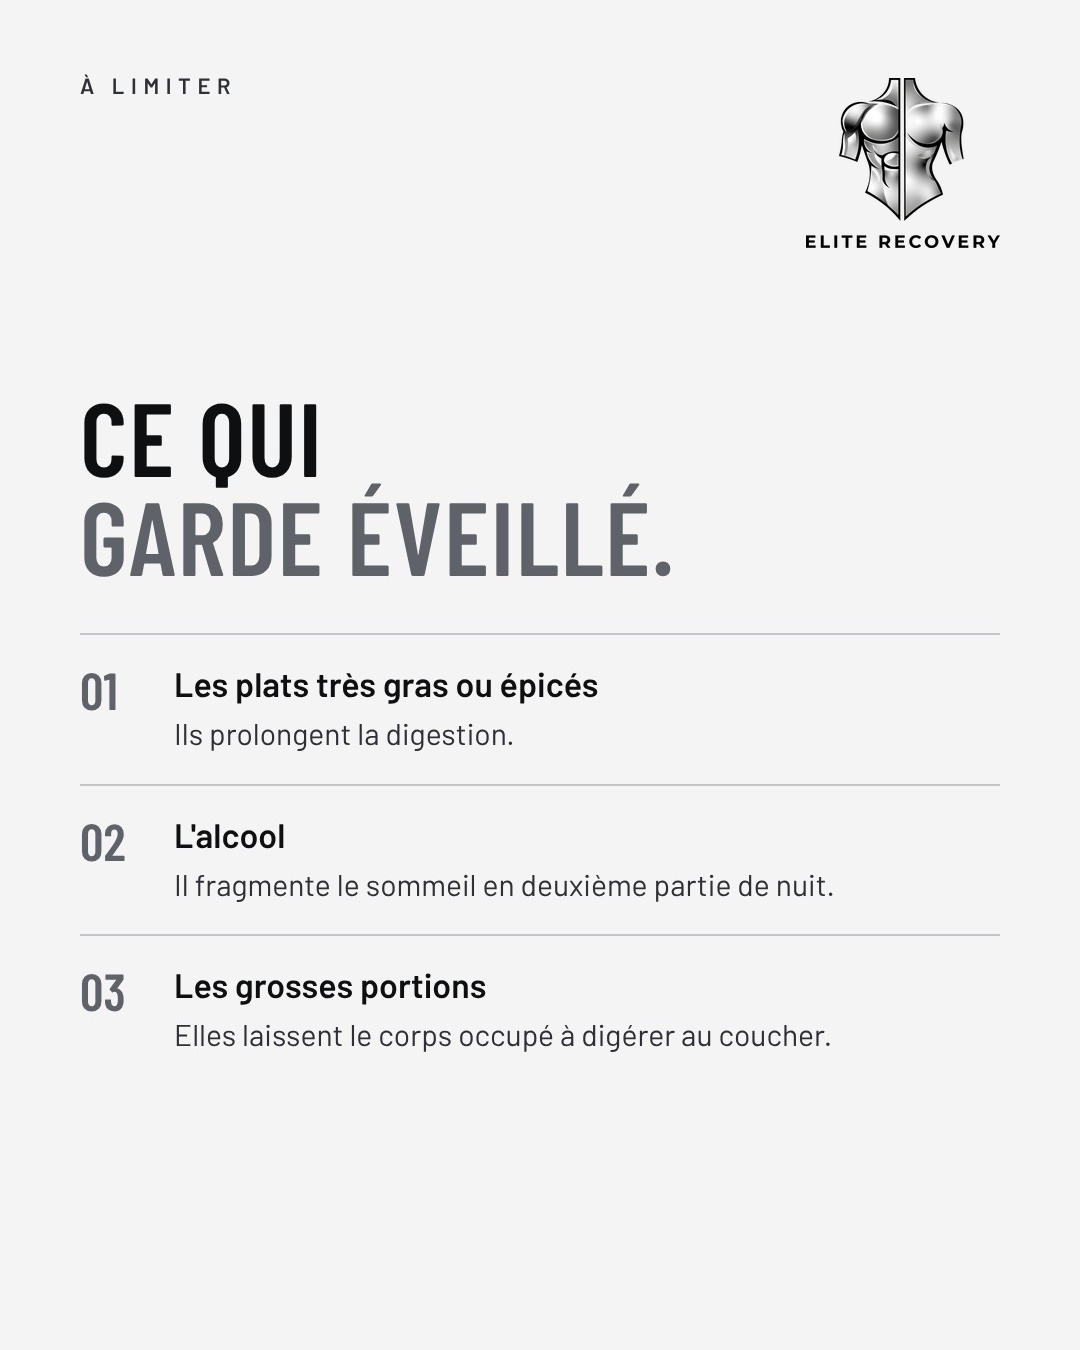 À LIMITER
ELITE RECOVERY
CE QUI
GARDE ÉVEILLÉ.
01
Les plats très gras ou épicés
Ils prolongent la digestion.
02
L'alcool
Il fragmente le sommeil en deuxième partie de nuit.
03
Les grosses portions
Elles laissent le corps occupé à digérer au coucher.